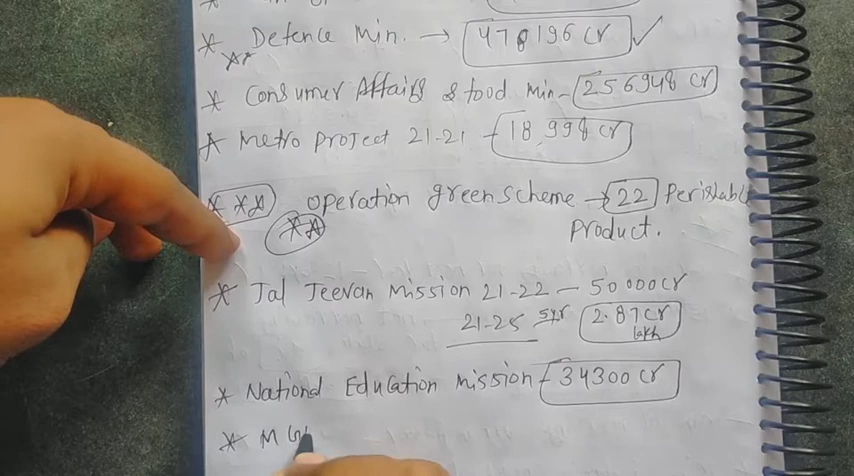 * Defence Min. → 478196 Cr ✓
**
* Consumer Affairs & food min - 256948 Cr
* Metro Project 21-21 - 18,998 Cr
*** Operation green scheme → 22 Perishable
** Product.
* Jal Jeevan Mission 21-22 - 50000 Cr
21-25 5yr 2.87 Cr
lakh
* National Education mission - 34300 Cr
* M